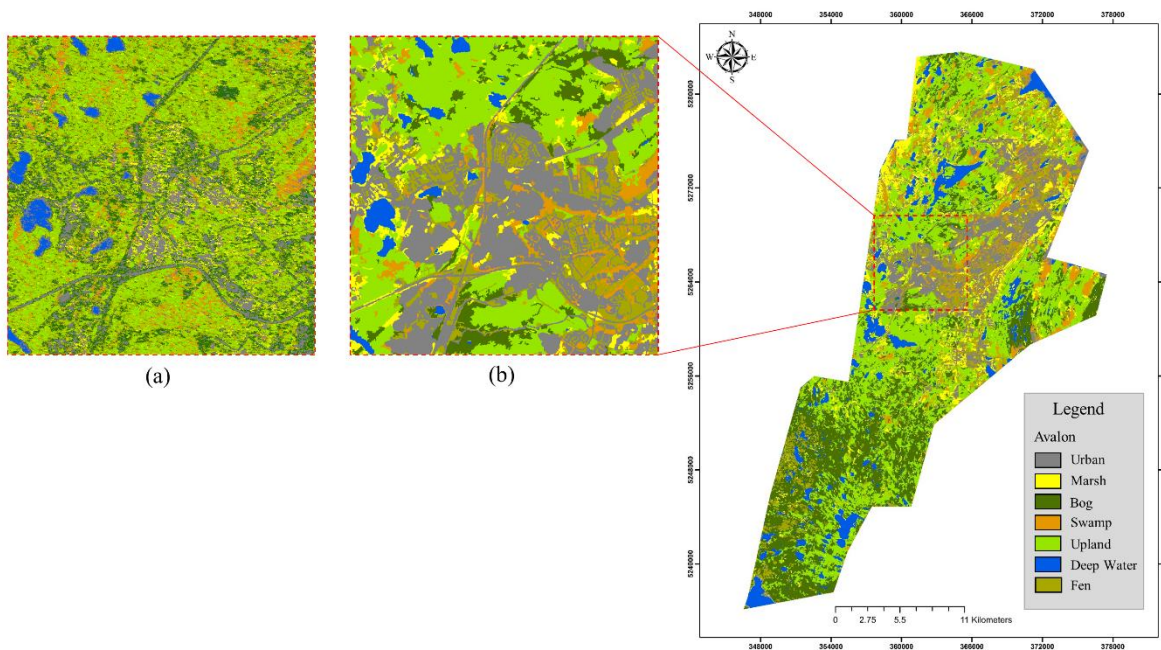 348000 354000 360000 366000 372000 378000
N
W E
S
5280000
5272000
5264000
5256000
5248000
5240000
(a)
(b)
Legend
Avalon
Urban
Marsh
Bog
Swamp
Upland
Deep Water
Fen
0 2.75 5.5 11 Kilometers
348000 354000 360000 366000 372000 378000